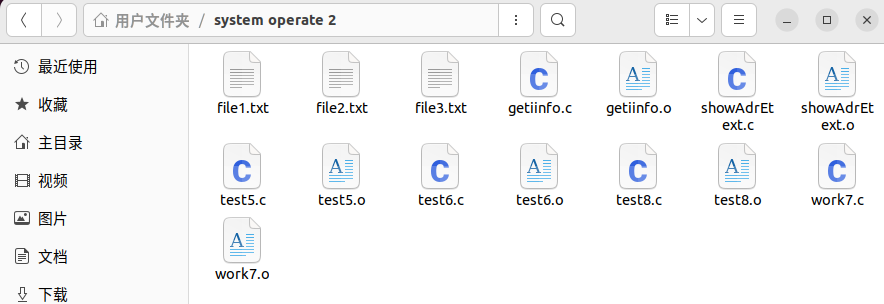 用户文件夹 / system operate 2
最近使用
收藏
主目录
视频
图片
文档
下载
file1.txt
file2.txt
file3.txt
getiinfo.c
getiinfo.o
showAdrEt
ext.c
showAdrEt
ext.o
test5.c
test5.o
test6.c
test6.o
test8.c
test8.o
work7.c
work7.o